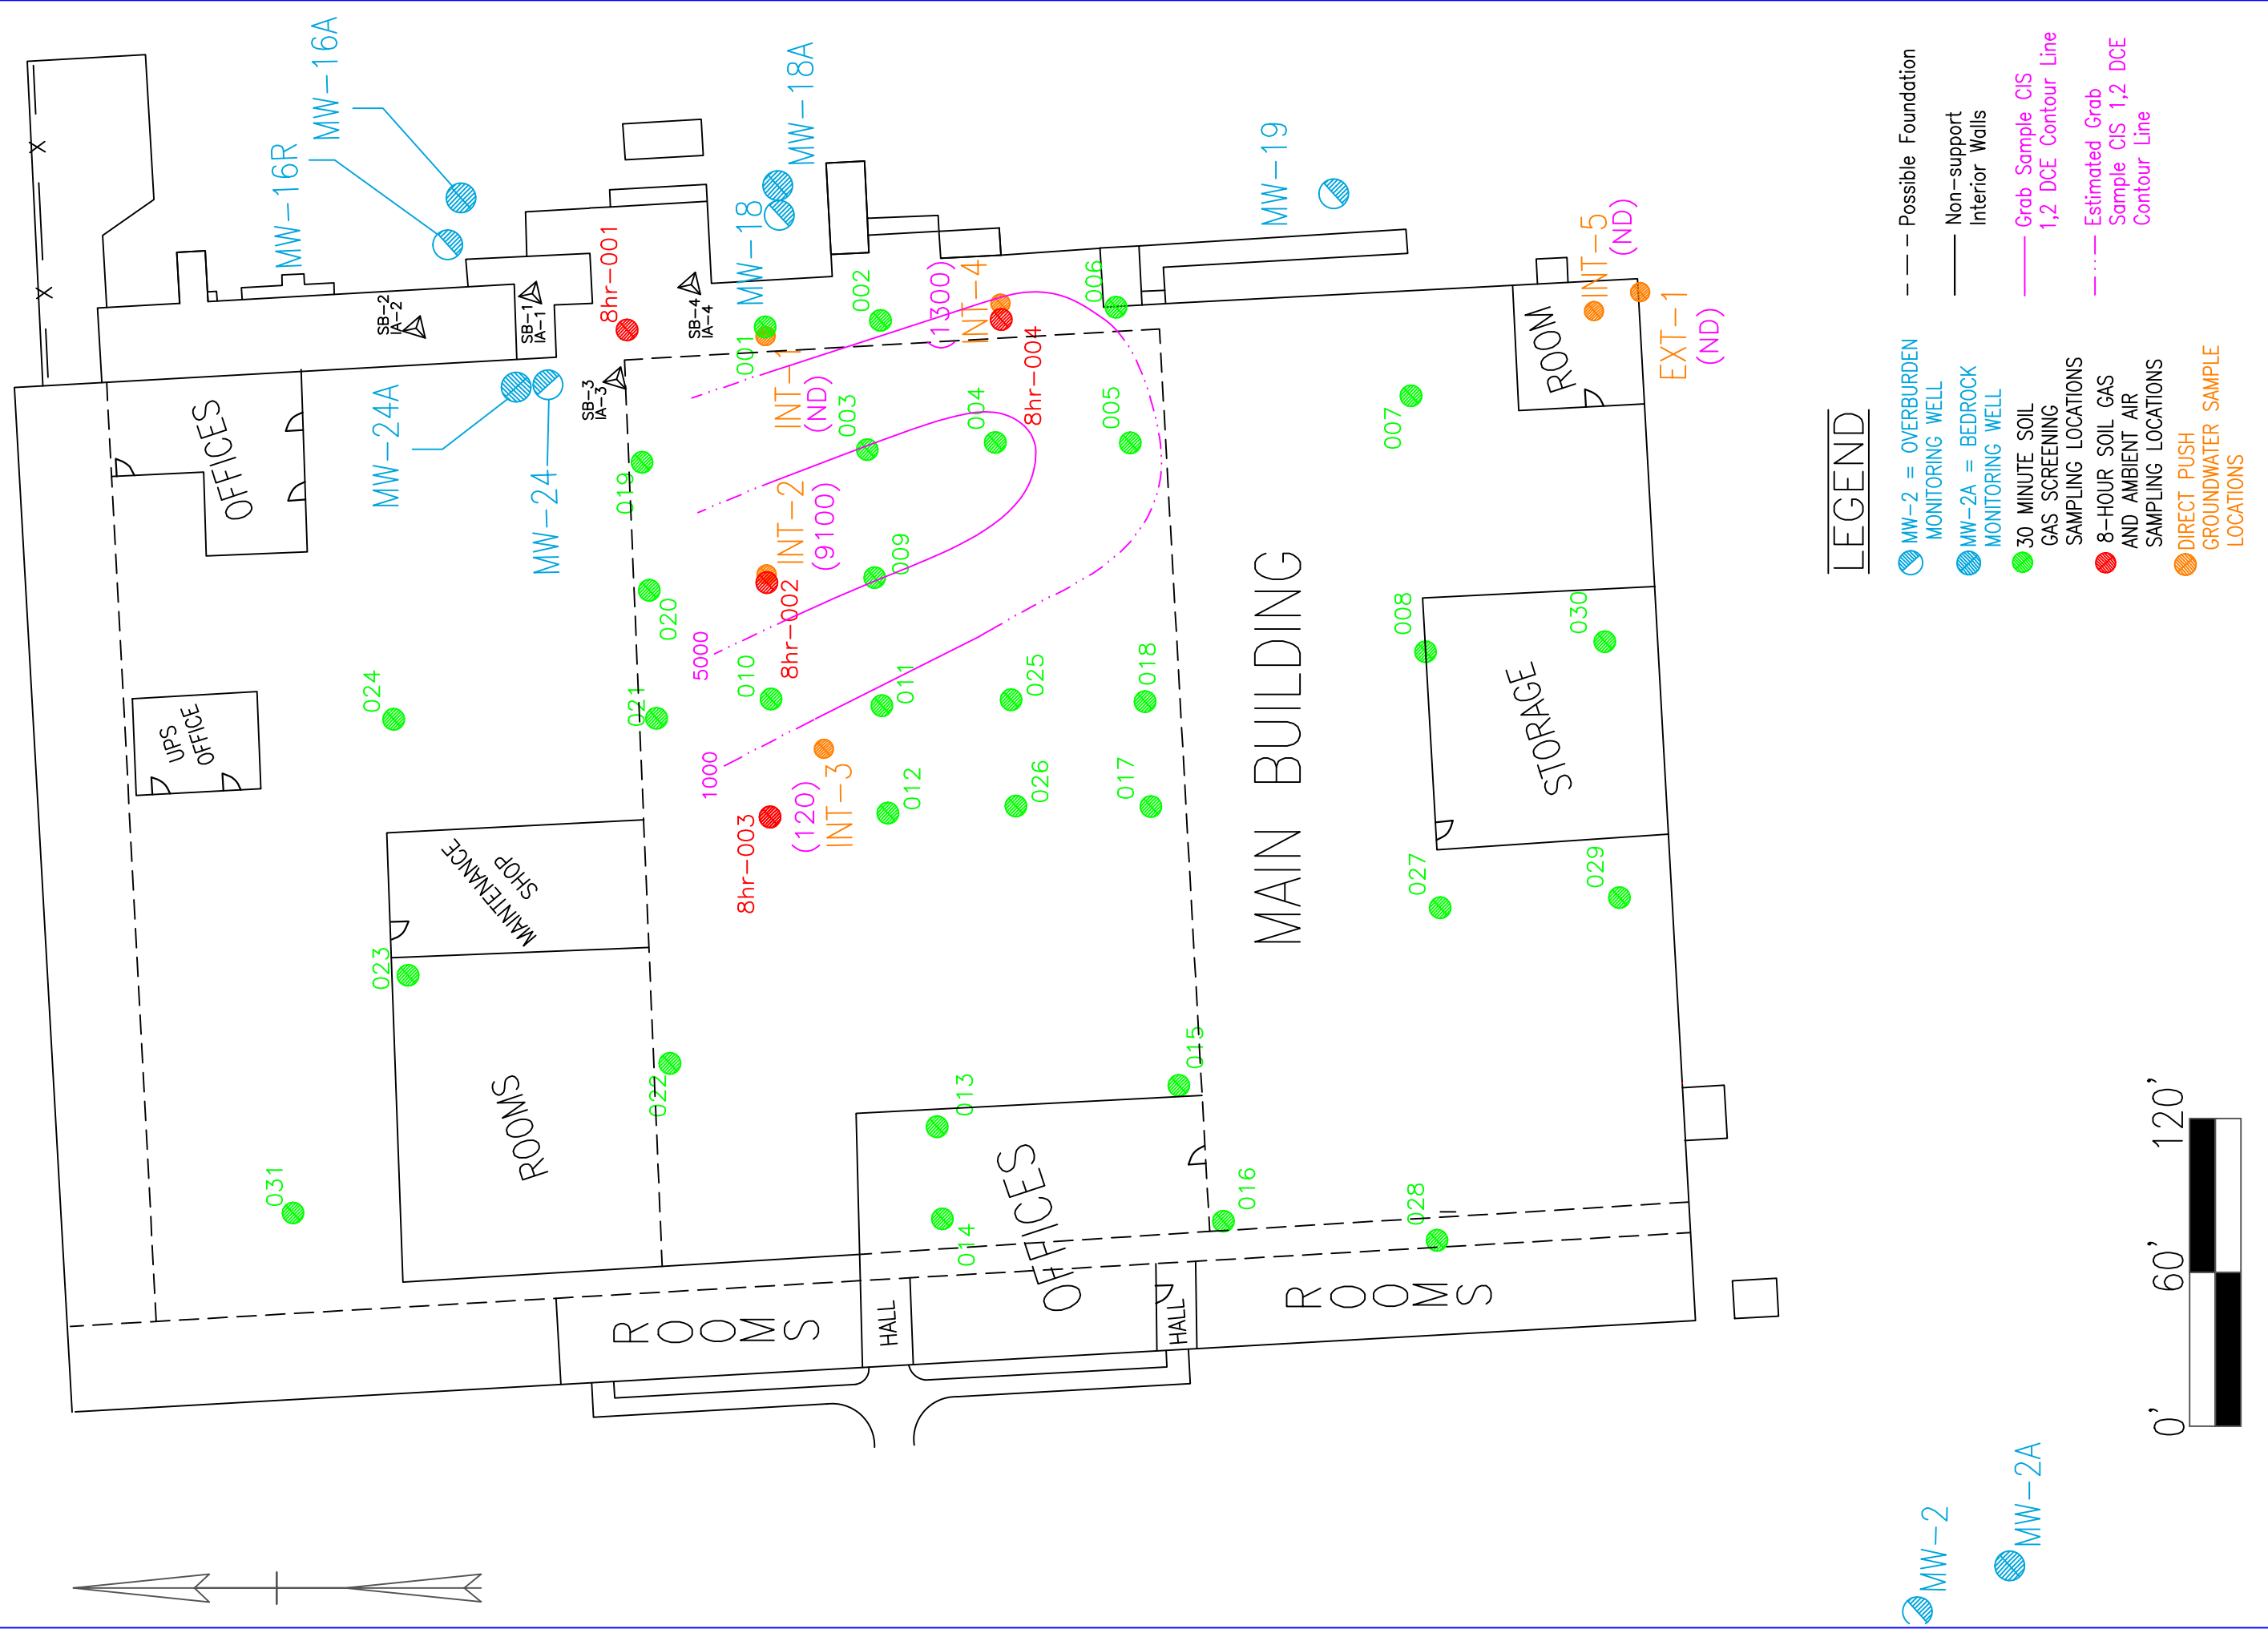 MW-16A
MW-16R
MW-18A
MW-18
MW-19
SB-2
IA-2
SB-1
IA-1
8hr-001
SB-4
IA-4
SB-3
IA-3
001
INT-1
(ND)
002
(1300)
INT-4
8hr-004
006
INT-5
(ND)
EXT-1
(ND)
ROOM
OFFICES
MW-24A
MW-24
019
003
004
005
007
INT-2
(9100)
8hr-002
009
020
5000
1000
UPS
OFFICE
024
021
010
011
025
018
008
030
STORAGE
MAIN BUILDING
8hr-003
(120)
INT-3
012
026
017
MAINTENANCE
SHOP
023
027
029
ROOMS
022
013
015
031
014
OFFICES
016
028
ROOMS
HALL
HALL
ROOMS
X
X
LEGEND
MW-2 = OVERBURDEN
MONITORING WELL
MW-2A = BEDROCK
MONITORING WELL
30 MINUTE SOIL
GAS SCREENING
SAMPLING LOCATIONS
8-HOUR SOIL GAS
AND AMBIENT AIR
SAMPLING LOCATIONS
DIRECT PUSH
GROUNDWATER SAMPLE
LOCATIONS
Possible Foundation
Non-support
Interior Walls
Grab Sample CIS
1,2 DCE Contour Line
Estimated Grab
Sample CIS 1,2 DCE
Contour Line
0' 60' 120'
MW-2
MW-2A